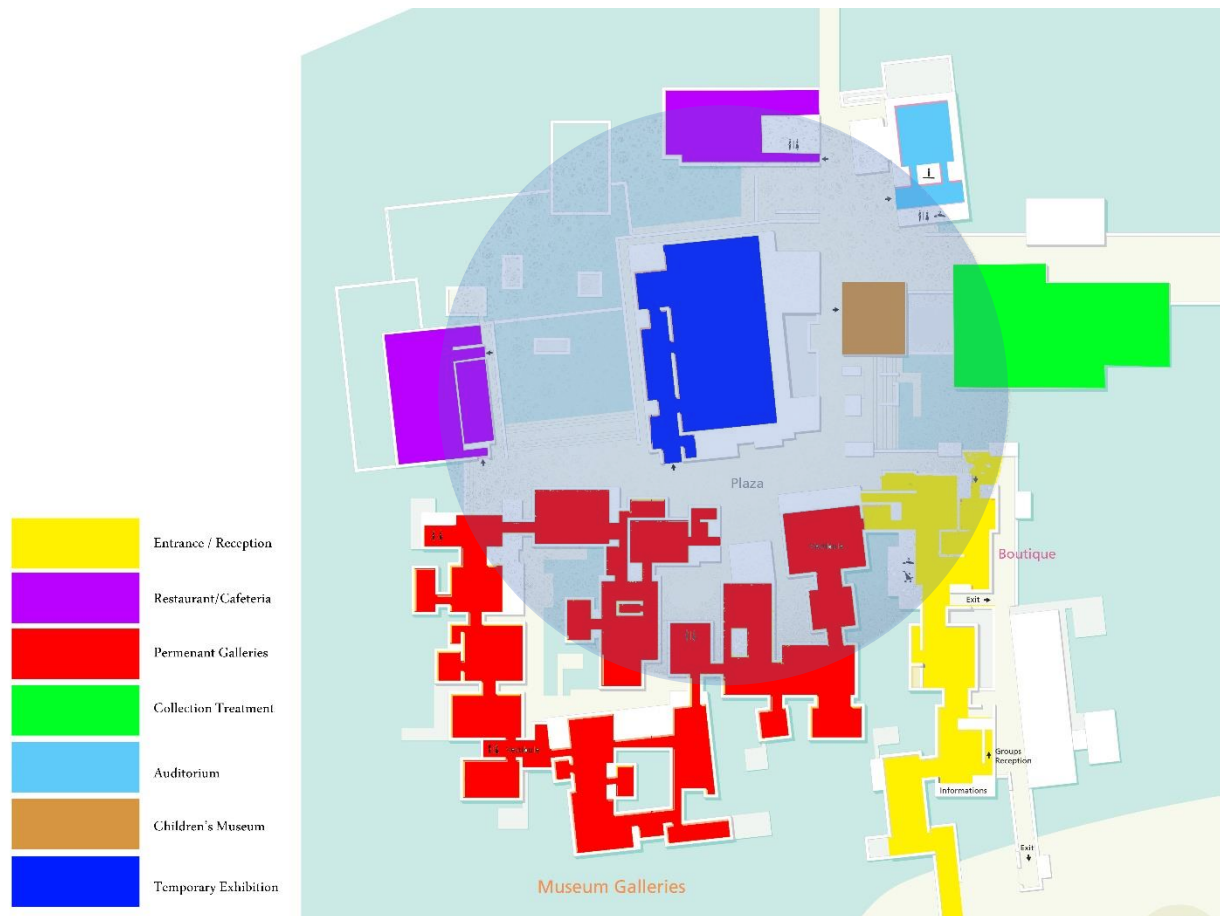 Entrance / Reception
Restaurant/Cafeteria
Permenant Galleries
Collection Treatment
Auditorium
Children's Museum
Temporary Exhibition
Plaza
Boutique
Exit
Groups
Reception
Informations
Exit
Museum Galleries